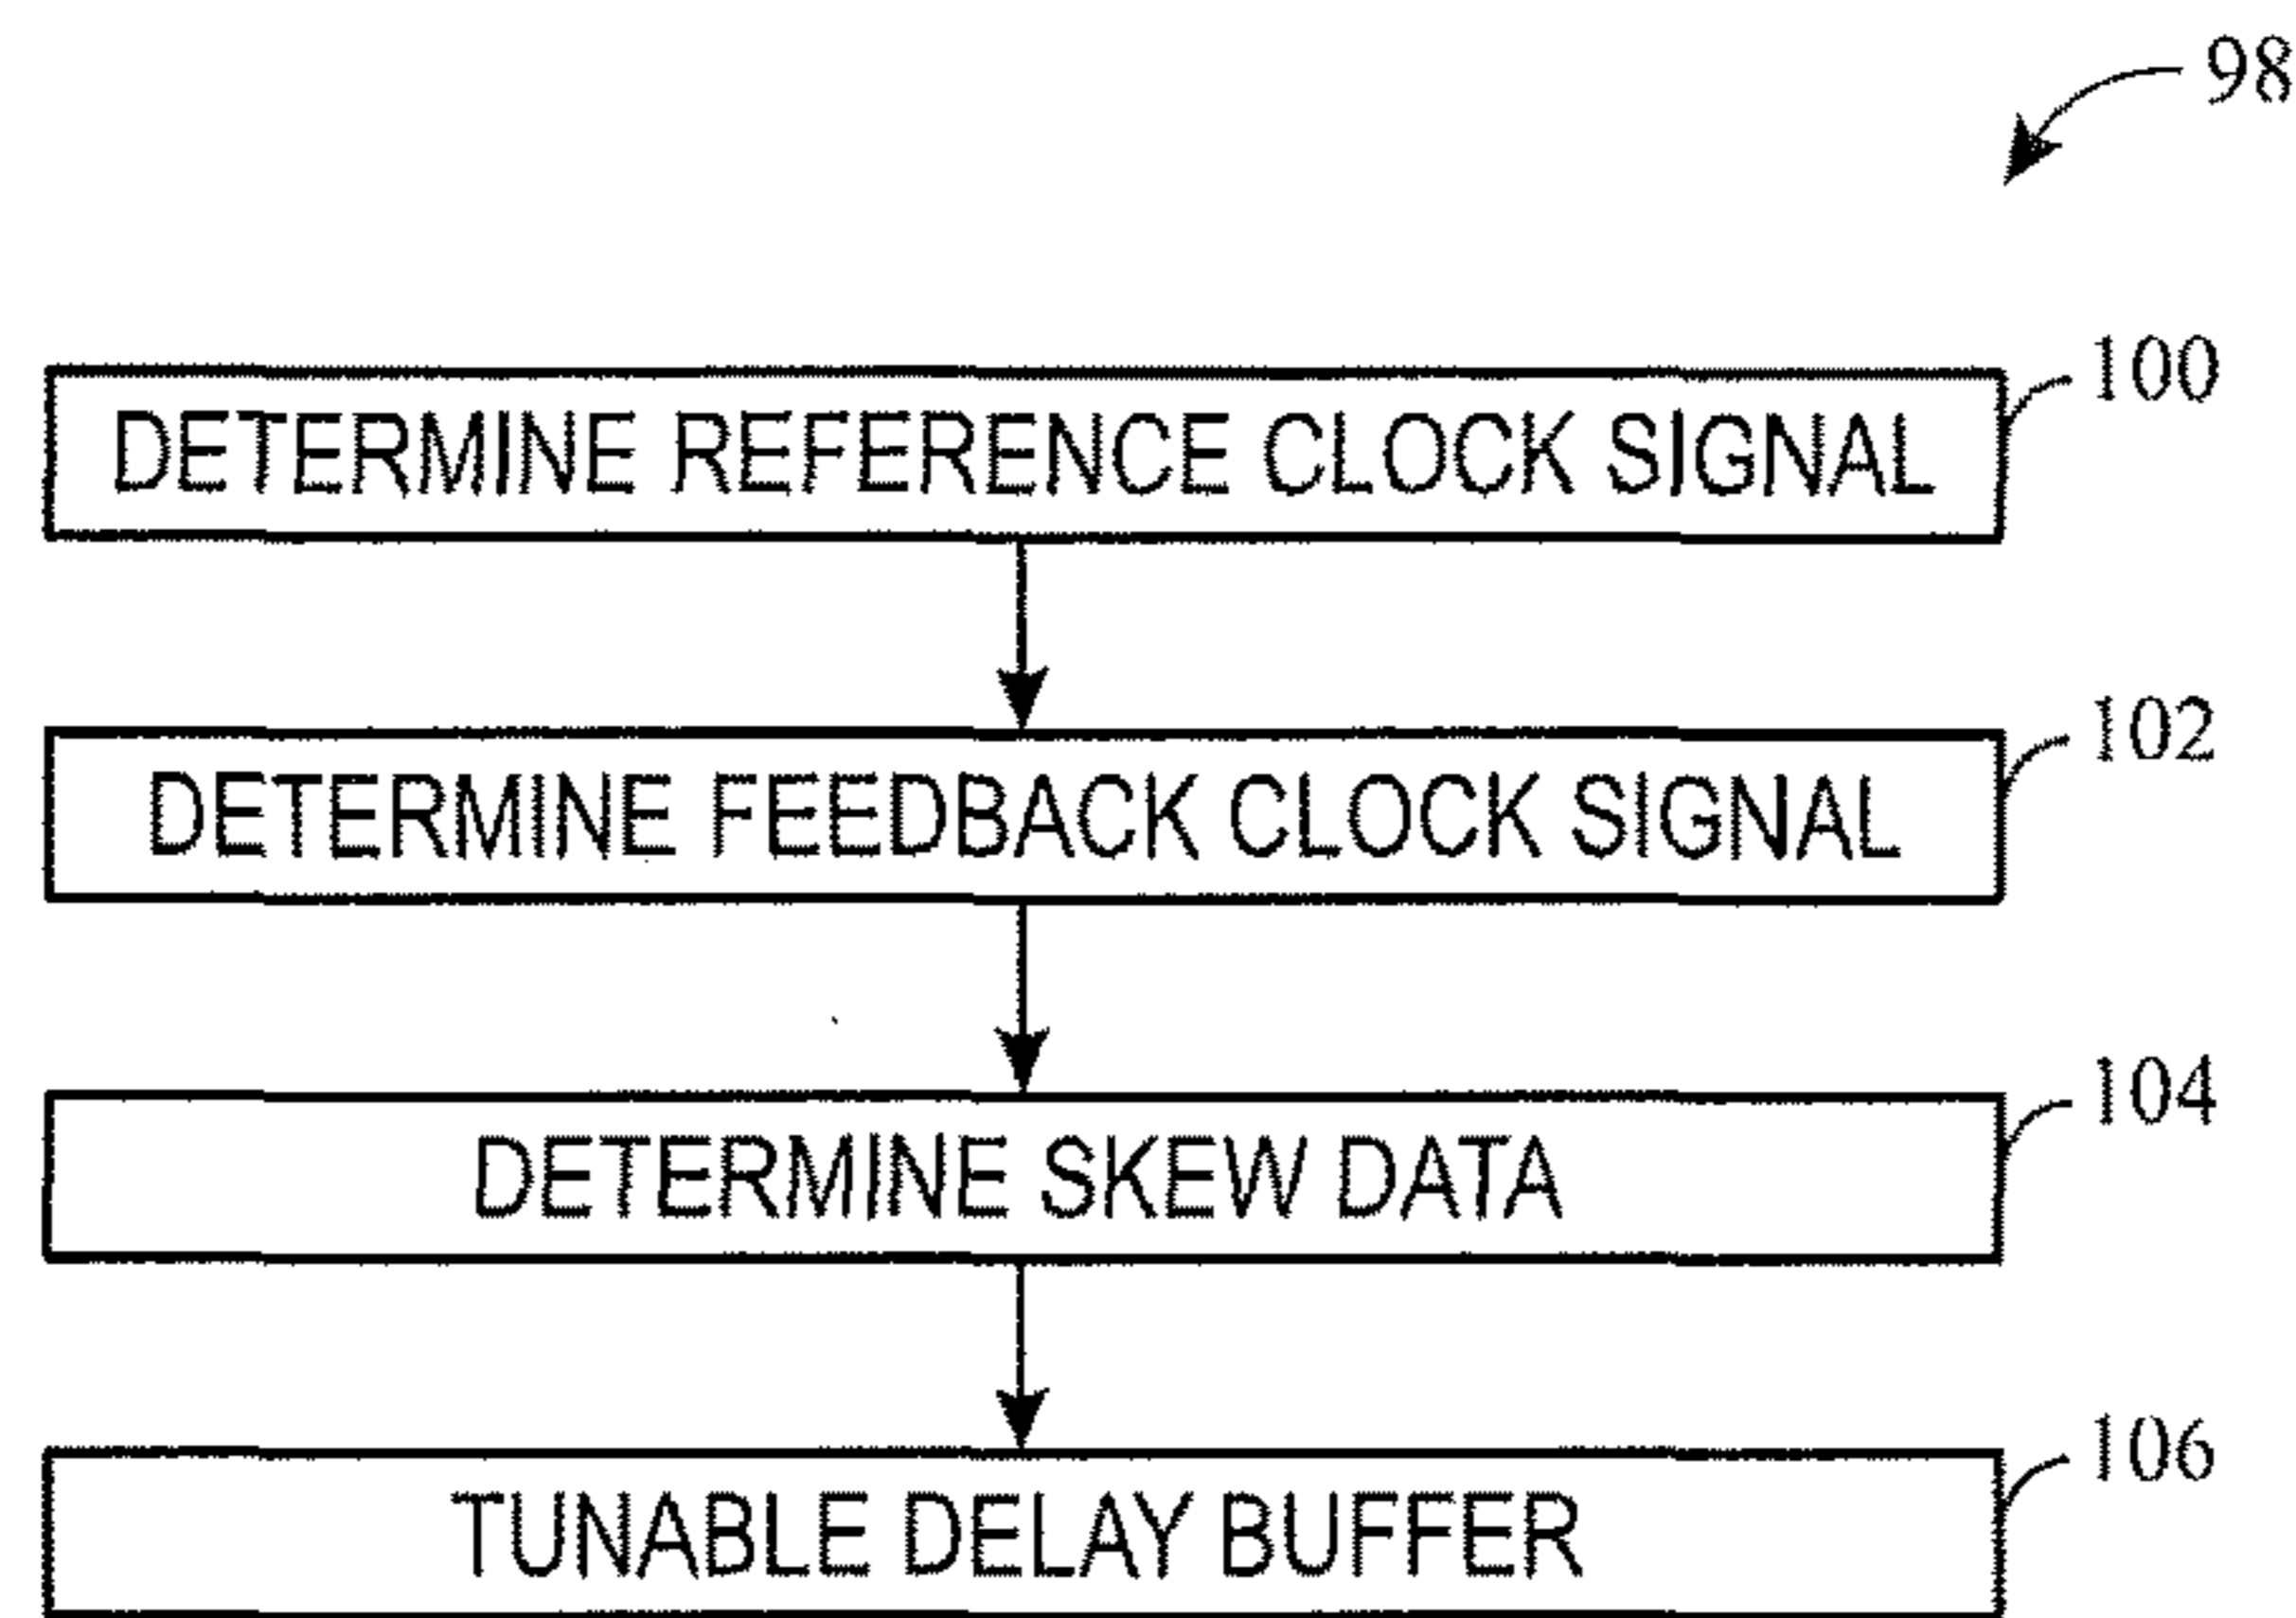 98
100
DETERMINE REFERENCE CLOCK SIGNAL
102
DETERMINE FEEDBACK CLOCK SIGNAL
104
DETERMINE SKEW DATA
106
TUNABLE DELAY BUFFER